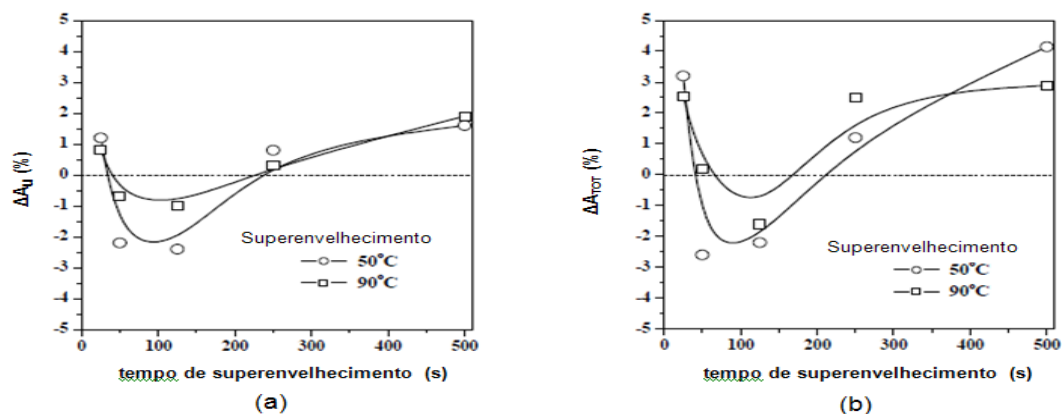 5
4
3
2
1
0
-1
-2
-3
-4
-5
ΔAu (%)
Superenvelhecimento
50°C
90°C
0 100 200 300 400 500
tempo de superenvelhecimento (s)
(a)
5
4
3
2
1
0
-1
-2
-3
-4
-5
ΔATOT (%)
Superenvelhecimento
50°C
90°C
0 100 200 300 400 500
tempo de superenvelhecimento (s)
(b)